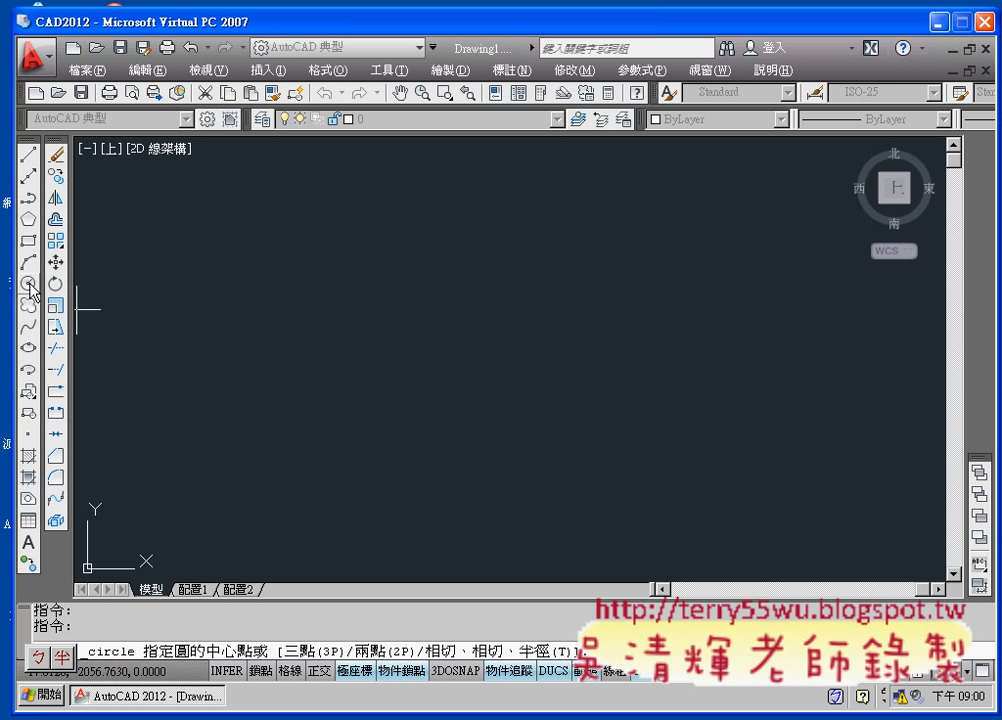 CAD2012 - Microsoft Virtual PC 2007
AutoCAD 典型
Drawing1...
鍵入關鍵字或詞組
登入
檔案(F) 編輯(E) 檢視(V) 插入(I) 格式(O) 工具(T) 繪製(D) 標註(N) 修改(M) 參數式(P) 視窗(W) 說明(H)
Standard ISO-25
AutoCAD 典型 0 ByLayer ByLayer
[−][上][2D 線架構]
北
西 上 東
南
WCS
Y
X
模型 配置1 配置2
指令:
指令:
_circle 指定圓的中心點或 [三點(3P)/兩點(2P)/相切、相切、半徑(T)]:
http://terry55wu.blogspot.tw
吳清輝老師錄製
ㄅ 半
2056.7630, 0.0000 INFER 鎖點 格線 正交 極座標 物件鎖點 3DOSNAP 物件追蹤 DUCS
開始 AutoCAD 2012 - [Drawin... 下午 09:00